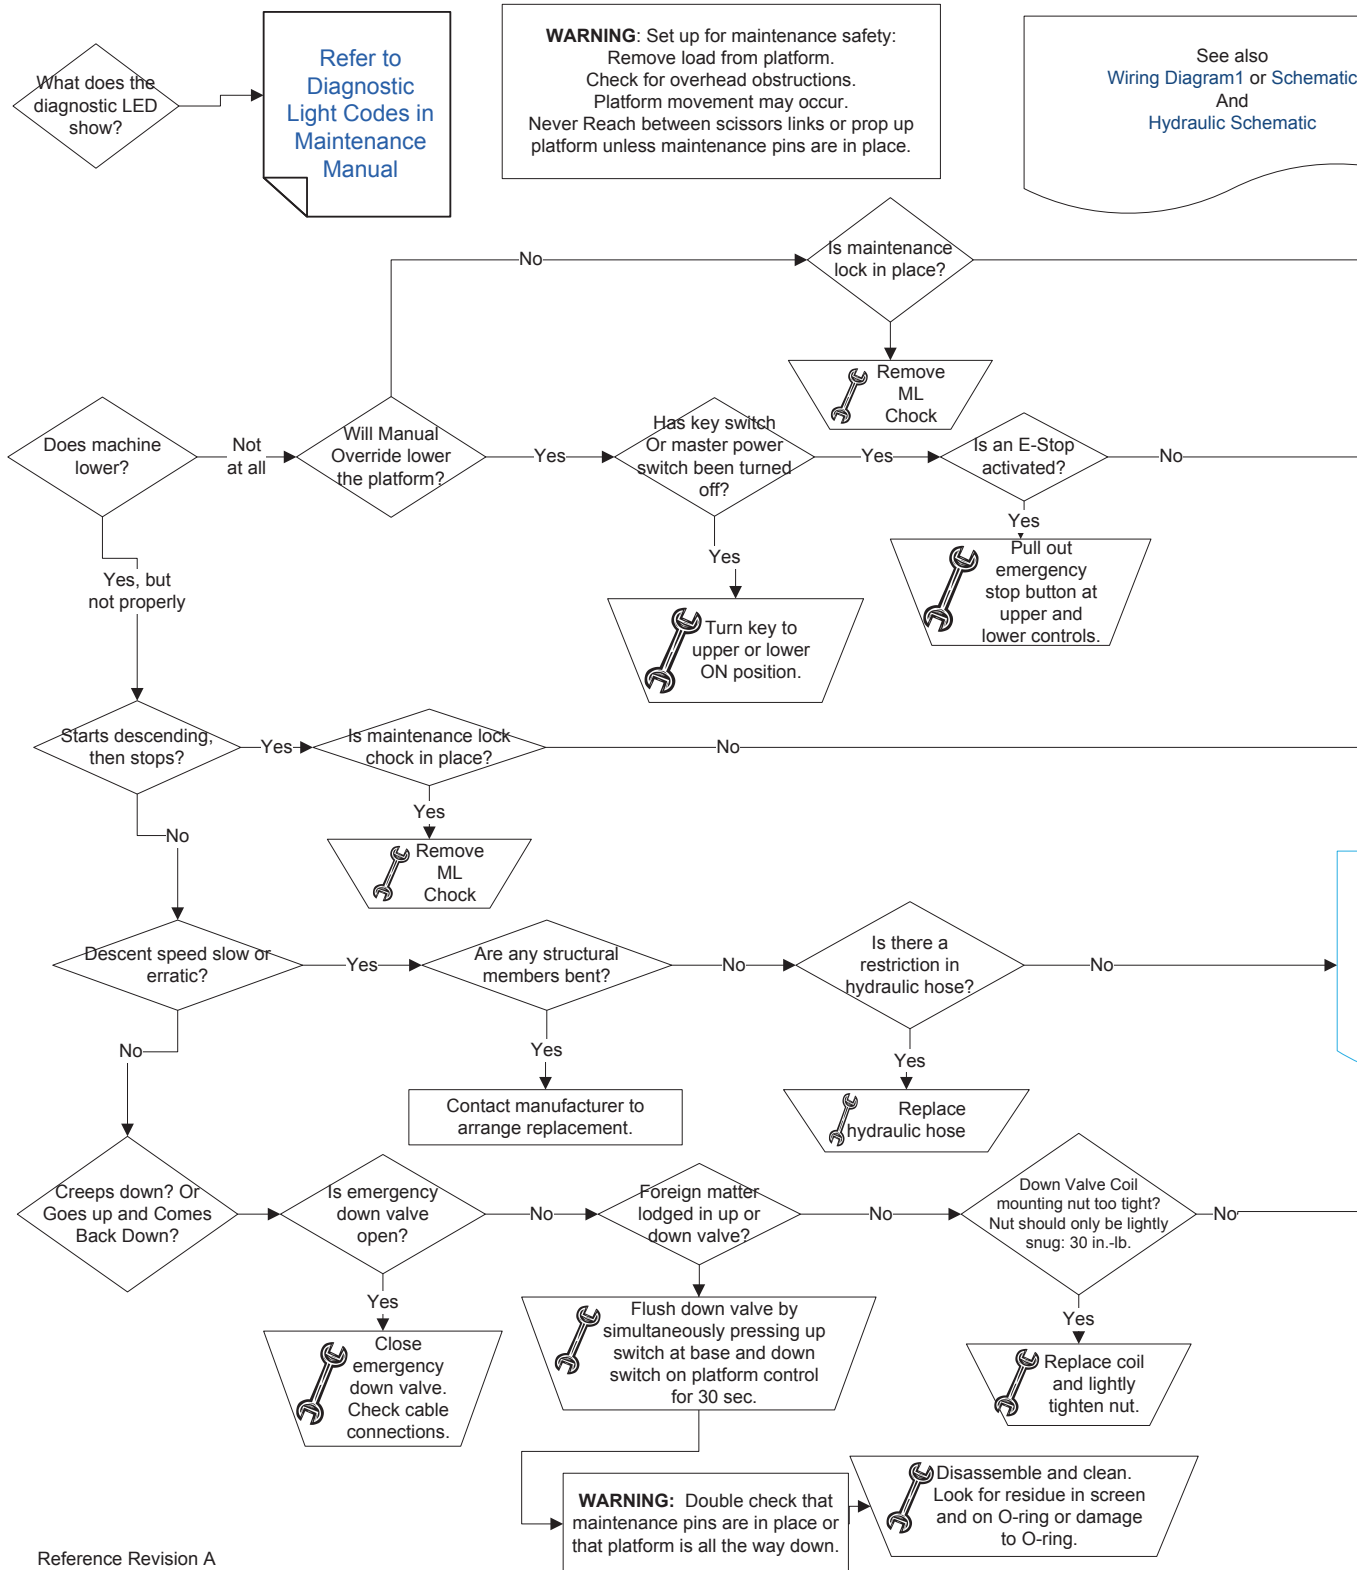 What does the
diagnostic LED
show?
Refer to
Diagnostic
Light Codes in
Maintenance
Manual
WARNING: Set up for maintenance safety:
Remove load from platform.
Check for overhead obstructions.
Platform movement may occur.
Never Reach between scissors links or prop up
platform unless maintenance pins are in place.
See also
Wiring Diagram1 or Schematic
And
Hydraulic Schematic
No
Is maintenance
lock in place?
Remove
ML
Chock
Does machine
lower?
Not
at all
Will Manual
Override lower
the platform?
Yes
Has key switch
Or master power
switch been turned
off?
Yes
Is an E-Stop
activated?
No
Yes
Pull out
emergency
stop button at
upper and
lower controls.
Yes
Turn key to
upper or lower
ON position.
Yes, but
not properly
Starts descending,
then stops?
Yes
Is maintenance lock
chock in place?
No
Yes
Remove
ML
Chock
No
Descent speed slow or
erratic?
Yes
Are any structural
members bent?
No
Is there a
restriction in
hydraulic hose?
No
Yes
Contact manufacturer to
arrange replacement.
Yes
Replace
hydraulic hose
No
Creeps down? Or
Goes up and Comes
Back Down?
Is emergency
down valve
open?
No
Foreign matter
lodged in up or
down valve?
No
Down Valve Coil
mounting nut too tight?
Nut should only be lightly
snug: 30 in.-lb.
No
Yes
Close
emergency
down valve.
Check cable
connections.
Flush down valve by
simultaneously pressing up
switch at base and down
switch on platform control
for 30 sec.
Yes
Replace coil
and lightly
tighten nut.
WARNING: Double check that
maintenance pins are in place or
that platform is all the way down.
Disassemble and clean.
Look for residue in screen
and on O-ring or damage
to O-ring.
Reference Revision A